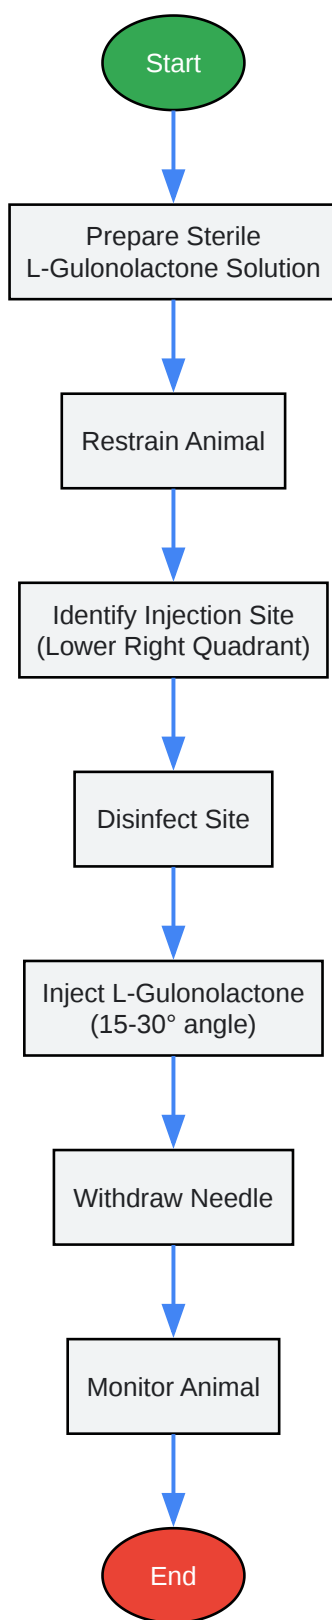 Start
Prepare Sterile
L-Gulonolactone Solution
Restrain Animal
Identify Injection Site
(Lower Right Quadrant)
Disinfect Site
Inject L-Gulonolactone
(15-30° angle)
Withdraw Needle
Monitor Animal
End